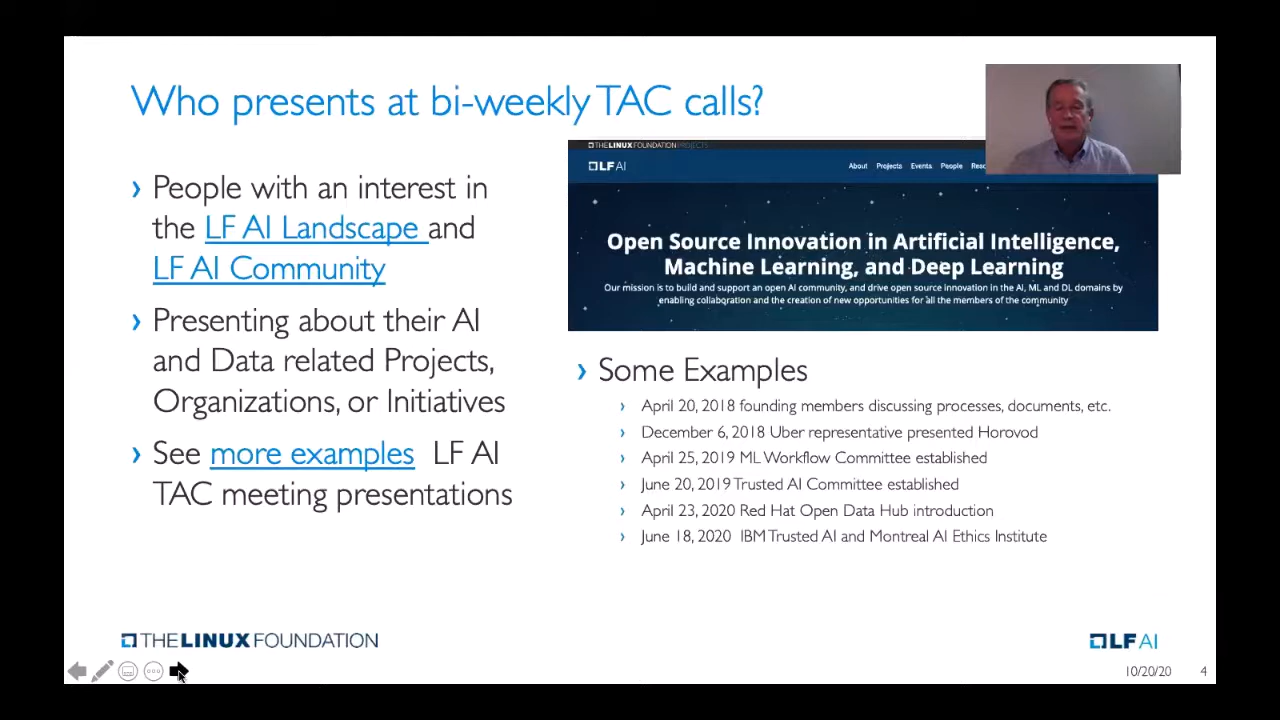 Who presents at bi-weekly TAC calls?
› People with an interest in
the LF AI Landscape and
LF AI Community
› Presenting about their AI
and Data related Projects,
Organizations, or Initiatives
› See more examples LF AI
TAC meeting presentations
THE LINUX FOUNDATION PROJECTS
LF AI
About Projects Events People
Open Source Innovation in Artificial Intelligence,
Machine Learning, and Deep Learning
Our mission is to build and support an open AI community, and drive open source innovation in the AI, ML and DL domains by
enabling collaboration and the creation of new opportunities for all the members of the community
› Some Examples
› April 20, 2018 founding members discussing processes, documents, etc.
› December 6, 2018 Uber representative presented Horovod
› April 25, 2019 ML Workflow Committee established
› June 20, 2019 Trusted AI Committee established
› April 23, 2020 Red Hat Open Data Hub introduction
› June 18, 2020 IBM Trusted AI and Montreal AI Ethics Institute
THE LINUX FOUNDATION
LF AI
10/20/20 4